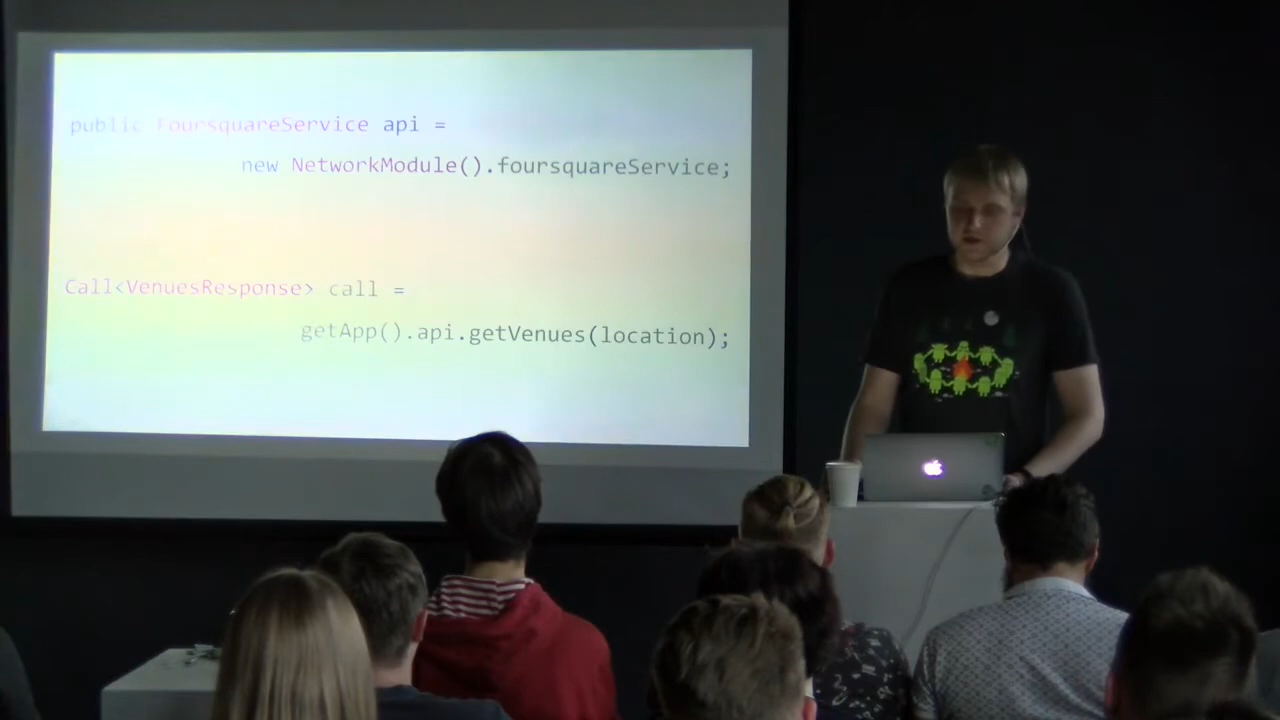 public FoursquareService api =
new NetworkModule().foursquareService;
Call<VenuesResponse> call =
getApp().api.getVenues(location);